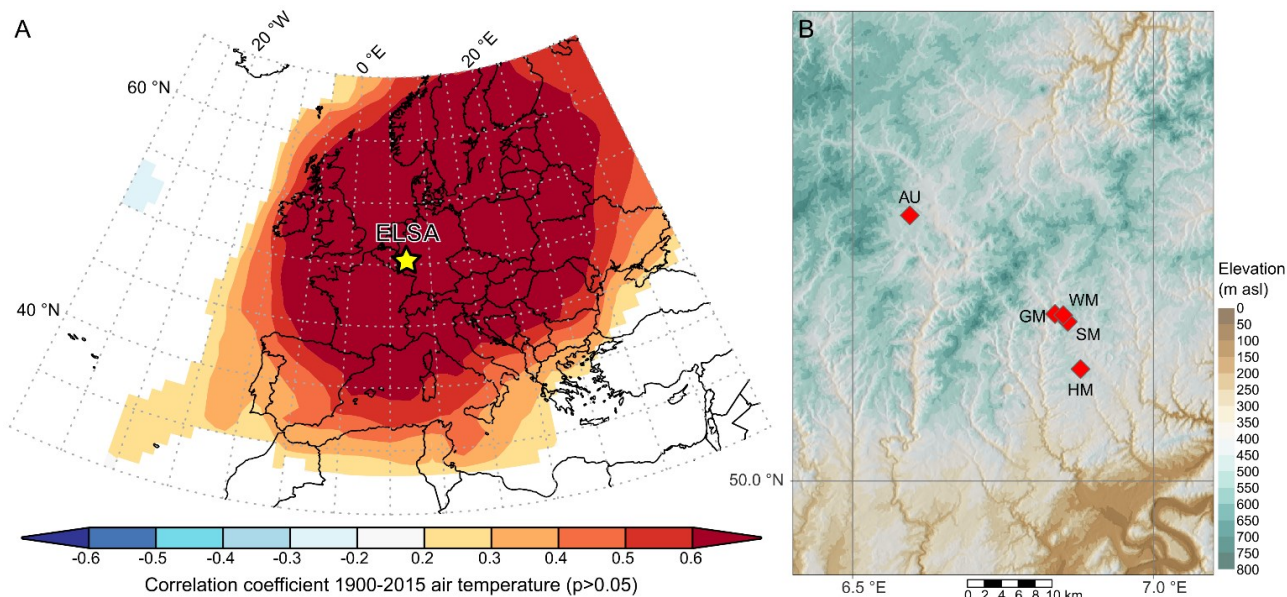 A
20 °W
0 °E
20 °E
60 °N
40 °N
ELSA
-0.6 -0.5 -0.4 -0.3 0.2 0.3 0.4 0.5 0.6
Correlation coefficient 1900-2015 air temperature (p>0.05)
B
AU
WM
GM
SM
HM
50.0 °N
6.5 °E
7.0 °E
0 2 4 6 8 10 km
Elevation
(m asl)
0
50
100
150
200
250
300
350
400
450
500
550
600
650
700
750
800